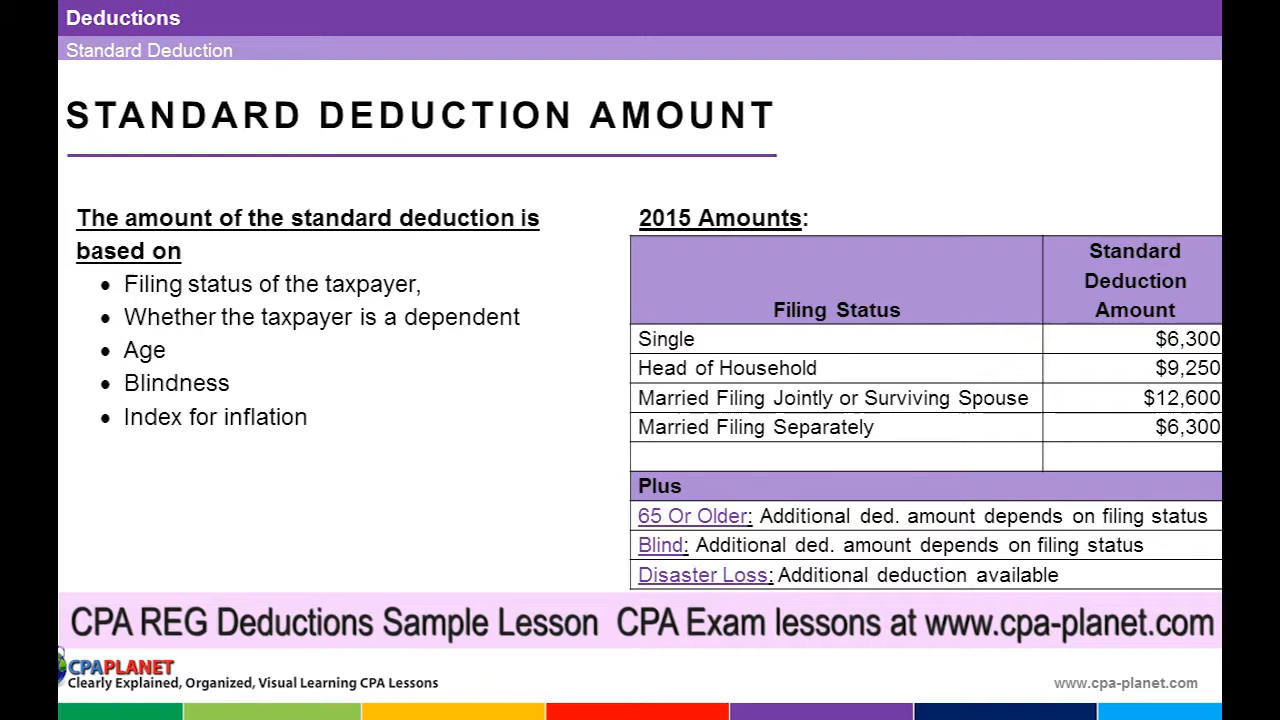 Deductions
Standard Deduction
STANDARD DEDUCTION AMOUNT
The amount of the standard deduction is
based on
• Filing status of the taxpayer,
• Whether the taxpayer is a dependent
• Age
• Blindness
• Index for inflation
2015 Amounts:
Filing Status Standard
Deduction
Amount
Single $6,300
Head of Household $9,250
Married Filing Jointly or Surviving Spouse $12,600
Married Filing Separately $6,300
Plus
65 Or Older: Additional ded. amount depends on filing status
Blind: Additional ded. amount depends on filing status
Disaster Loss: Additional deduction available
CPA REG Deductions Sample Lesson CPA Exam lessons at www.cpa-planet.com
CPAPLANET
Clearly Explained, Organized, Visual Learning CPA Lessons
www.cpa-planet.com